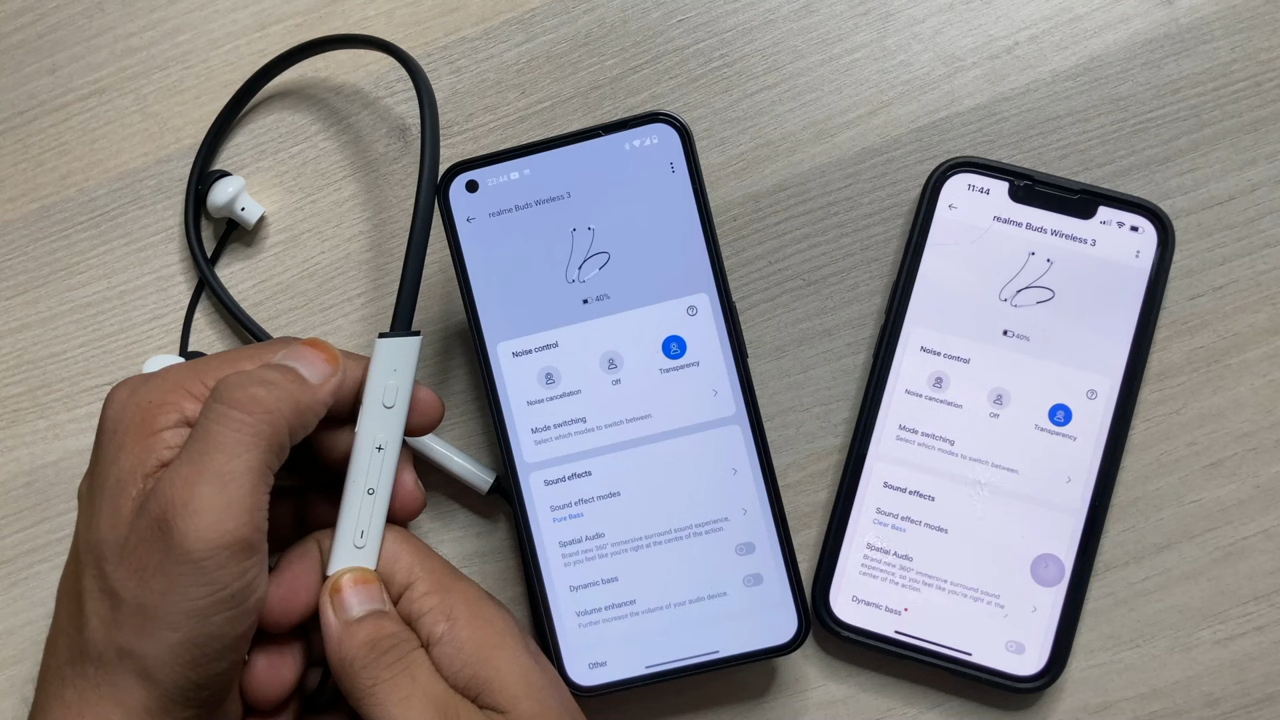 +
−
23:44
realme Buds Wireless 3
40%
Noise control
Noise cancellation
Off
Transparency
Mode switching
Select which modes to switch between.
Sound effects
Sound effect modes
Pure Bass
Spatial Audio
Brand new 360° immersive surround sound experience,
so you feel like you're right at the centre of the action.
Dynamic bass
Volume enhancer
Further increase the volume of your audio device.
Other
11:44
realme Buds Wireless 3
40%
Noise control
Noise cancellation
Off
Transparency
Mode switching
Select which modes to switch between.
Sound effects
Sound effect modes
Clear Bass
Spatial Audio
Brand new 360° immersive surround sound
experience, so you feel like you're right at the
center of the action.
Dynamic bass